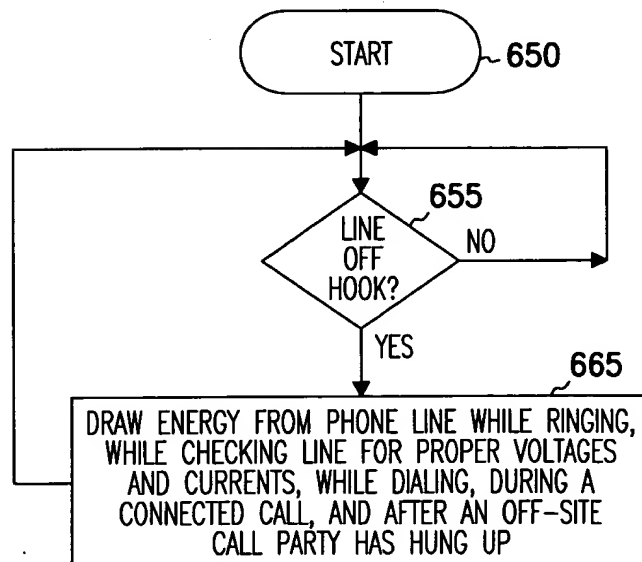 START
650
655
LINE
OFF
HOOK?
NO
YES
665
DRAW ENERGY FROM PHONE LINE WHILE RINGING,
WHILE CHECKING LINE FOR PROPER VOLTAGES
AND CURRENTS, WHILE DIALING, DURING A
CONNECTED CALL, AND AFTER AN OFF-SITE
CALL PARTY HAS HUNG UP